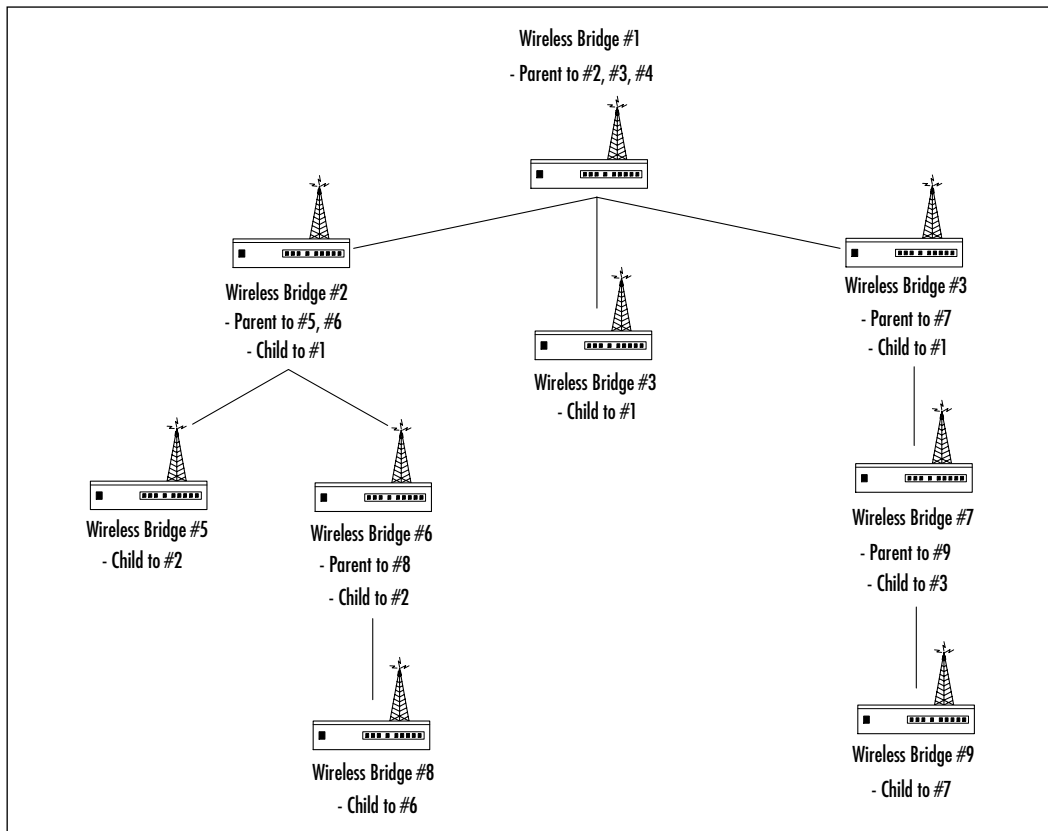 Wireless Bridge #1
- Parent to #2, #3, #4
Wireless Bridge #2
- Parent to #5, #6
- Child to #1
Wireless Bridge #3
- Child to #1
Wireless Bridge #3
- Parent to #7
- Child to #1
Wireless Bridge #5
- Child to #2
Wireless Bridge #6
- Parent to #8
- Child to #2
Wireless Bridge #7
- Parent to #9
- Child to #3
Wireless Bridge #8
- Child to #6
Wireless Bridge #9
- Child to #7